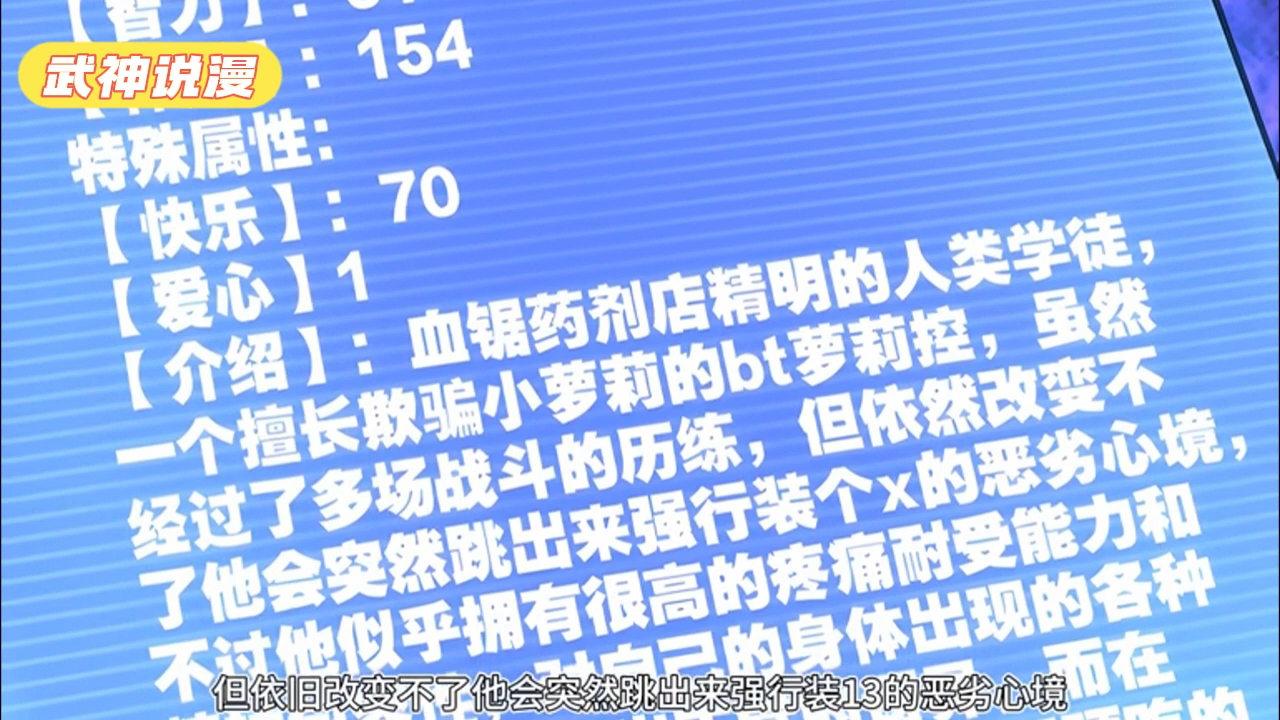 【智力】:
武神说漫
: 154
特殊属性:
【快乐】: 70
【爱心】1
【介绍】: 血锯药剂店精明的人类学徒,
一个擅长欺骗小萝莉的bt萝莉控, 虽然
经过了多场战斗的历练, 但依然改变不
了他会突然跳出来强行装个x的恶劣心境,
不过他似乎拥有很高的疼痛耐受能力和
对自己的身体出现的各种
而在
但依旧改变不了他会突然跳出来强行装13的恶劣心境